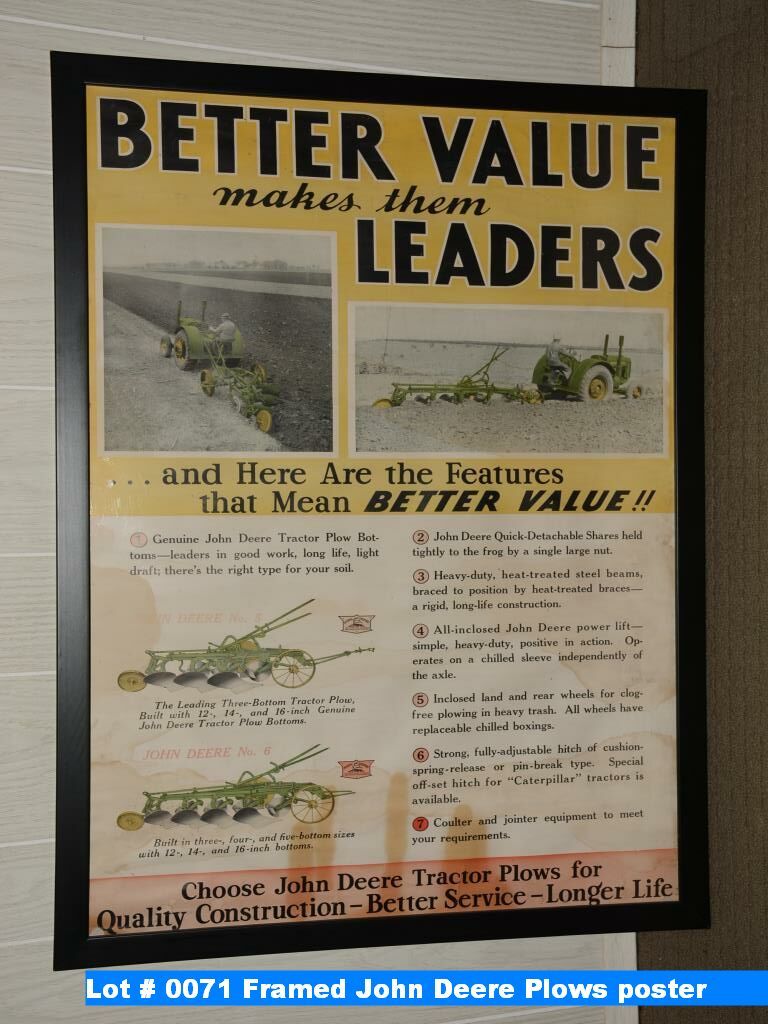 BETTER VALUE
makes them
LEADERS
... and Here Are the Features
that Mean BETTER VALUE!!
1 Genuine John Deere Tractor Plow Bot-
toms—leaders in good work, long life, light
draft; there's the right type for your soil.
JOHN DEERE No. 5
The Leading Three-Bottom Tractor Plow,
Built with 12-, 14-, and 16-inch Genuine
John Deere Tractor Plow Bottoms.
JOHN DEERE No. 6
Built in three-, four-, and five-bottom sizes
with 12-, 14-, and 16-inch bottoms.
2 John Deere Quick-Detachable Shares held
tightly to the frog by a single large nut.
3 Heavy-duty, heat-treated steel beams,
braced to position by heat-treated braces—
a rigid, long-life construction.
4 All-inclosed John Deere power lift—
simple, heavy-duty, positive in action. Op-
erates on a chilled sleeve independently of
the axle.
5 Inclosed land and rear wheels for clog-
free plowing in heavy trash. All wheels have
replaceable chilled boxings.
6 Strong, fully-adjustable hitch of cushion-
spring-release or pin-break type. Special
off-set hitch for "Caterpillar" tractors is
available.
7 Coulter and jointer equipment to meet
your requirements.
Choose John Deere Tractor Plows for
Quality Construction—Better Service—Longer Life
Lot # 0071 Framed John Deere Plows poster